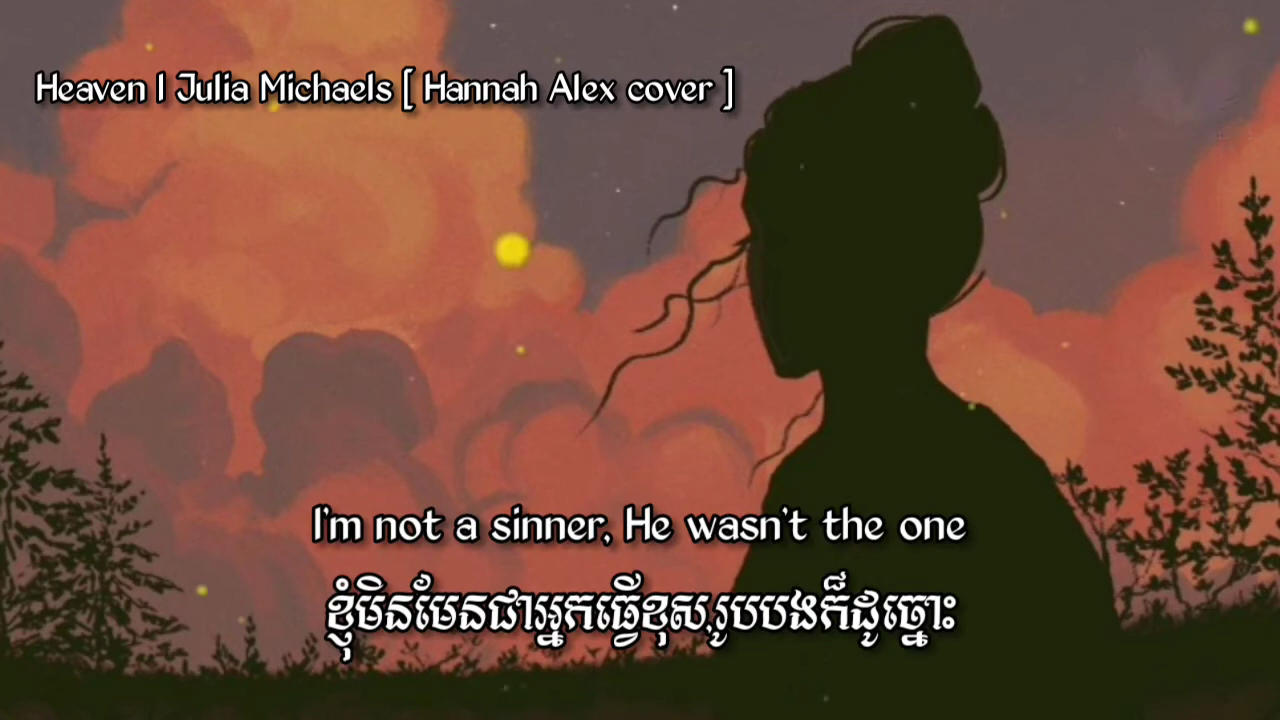 Heaven | Julia Michaels [ Hannah Alex cover ]
I'm not a sinner, He wasn't the one
ខ្ញុំមិនមែនជាអ្នកធ្វើខុស,រូបបងក៏ដូច្នោះ